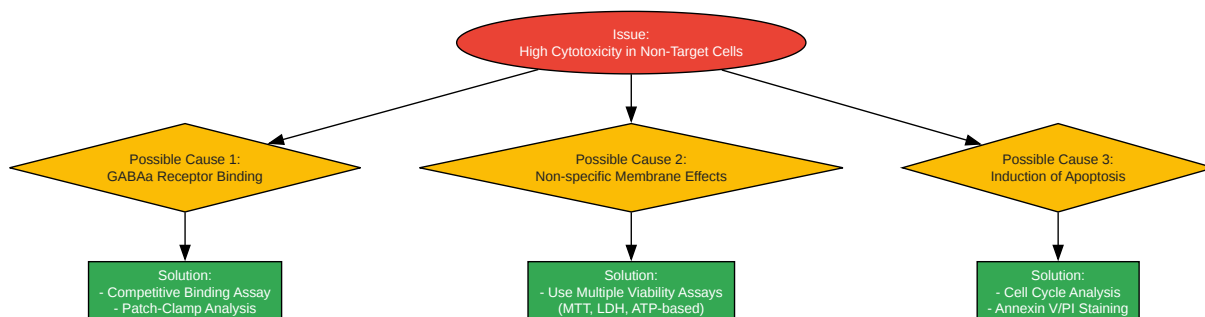 Issue:
High Cytotoxicity in Non-Target Cells
Possible Cause 1:
GABAa Receptor Binding
Possible Cause 2:
Non-specific Membrane Effects
Possible Cause 3:
Induction of Apoptosis
Solution:
- Competitive Binding Assay
- Patch-Clamp Analysis
Solution:
- Use Multiple Viability Assays
(MTT, LDH, ATP-based)
Solution:
- Cell Cycle Analysis
- Annexin V/PI Staining